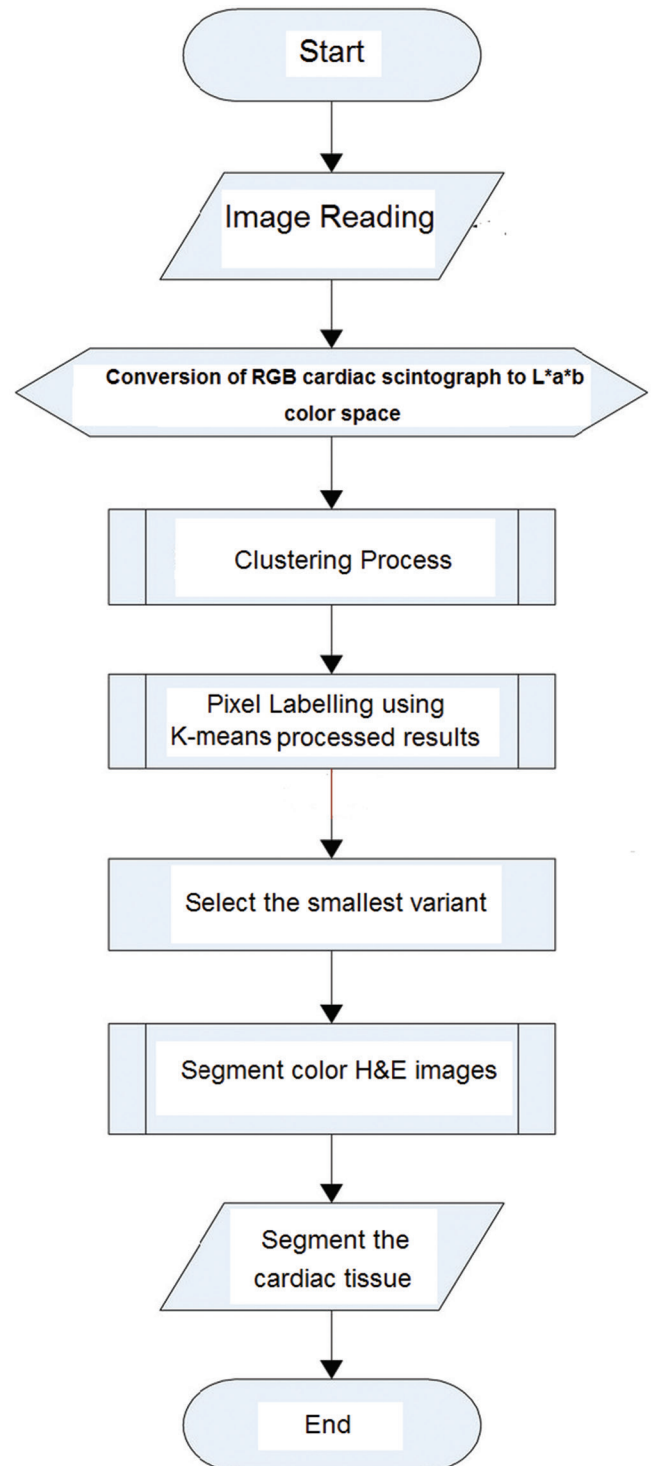 Start
Image Reading
Conversion of RGB cardiac scintograph to L*a*b
color space
Clustering Process
Pixel Labelling using
K-means processed results
Select the smallest variant
Segment color H&E images
Segment the
cardiac tissue
End